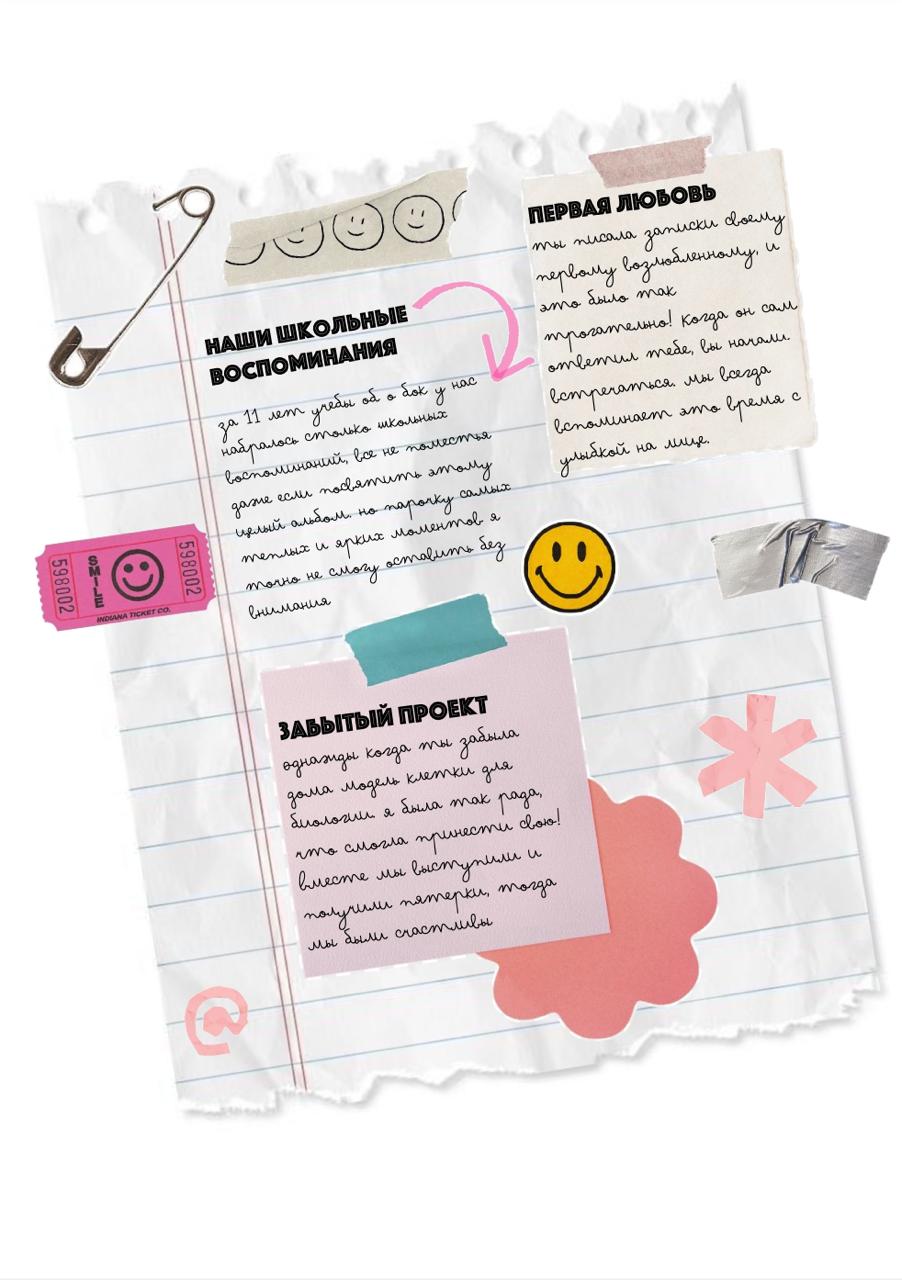 ПЕРВАЯ ЛЮБОВЬ
ты писала записки своему
первому возлюбленному, и
это было так
трогательно! Когда он сам
ответил тебе, вы начали.
встречаться. мы всегда
вспоминает это время с
улыбкой на лице.
НАШИ ШКОЛЬНЫЕ
ВОСПОМИНАНИЯ
за 11 лет учебы об о бок у нас
набралось столько школьных
воспоминаний, все не поместья
даже если посвятить этому
целый альбом. но парочку самых
теплых и ярких моментов я
точно не смогу оставить без
внимания
598002
SMILE
598002
INDIANA TICKET CO.
ЗАБЫТЫЙ ПРОЕКТ
однажды когда ты забыла
дома модель клетки для
биологии. я была так рада,
что смогла принести свою!
вместе мы выступили и
получили пятерки, тогда
мы были счастливы
@